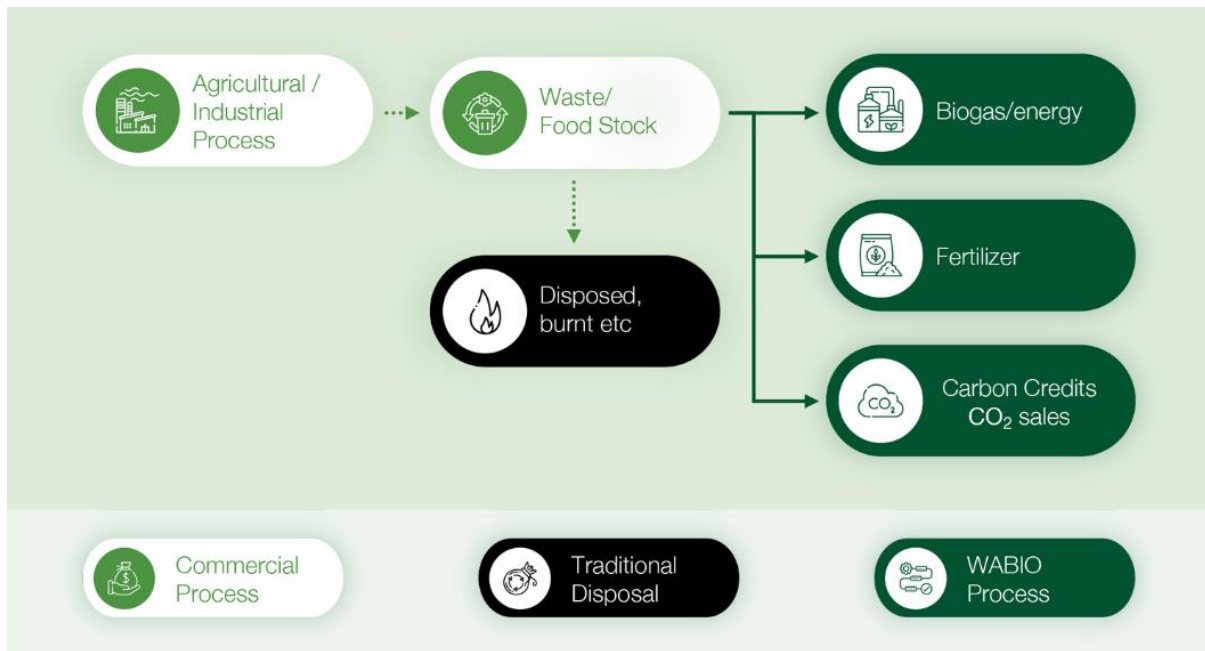 Agricultural /
Industrial
Process
Waste/
Food Stock
Biogas/energy
Disposed,
burnt etc
Fertilizer
Carbon Credits
CO₂ sales
CO₂
Commercial
Process
Traditional
Disposal
WABIO
Process
$